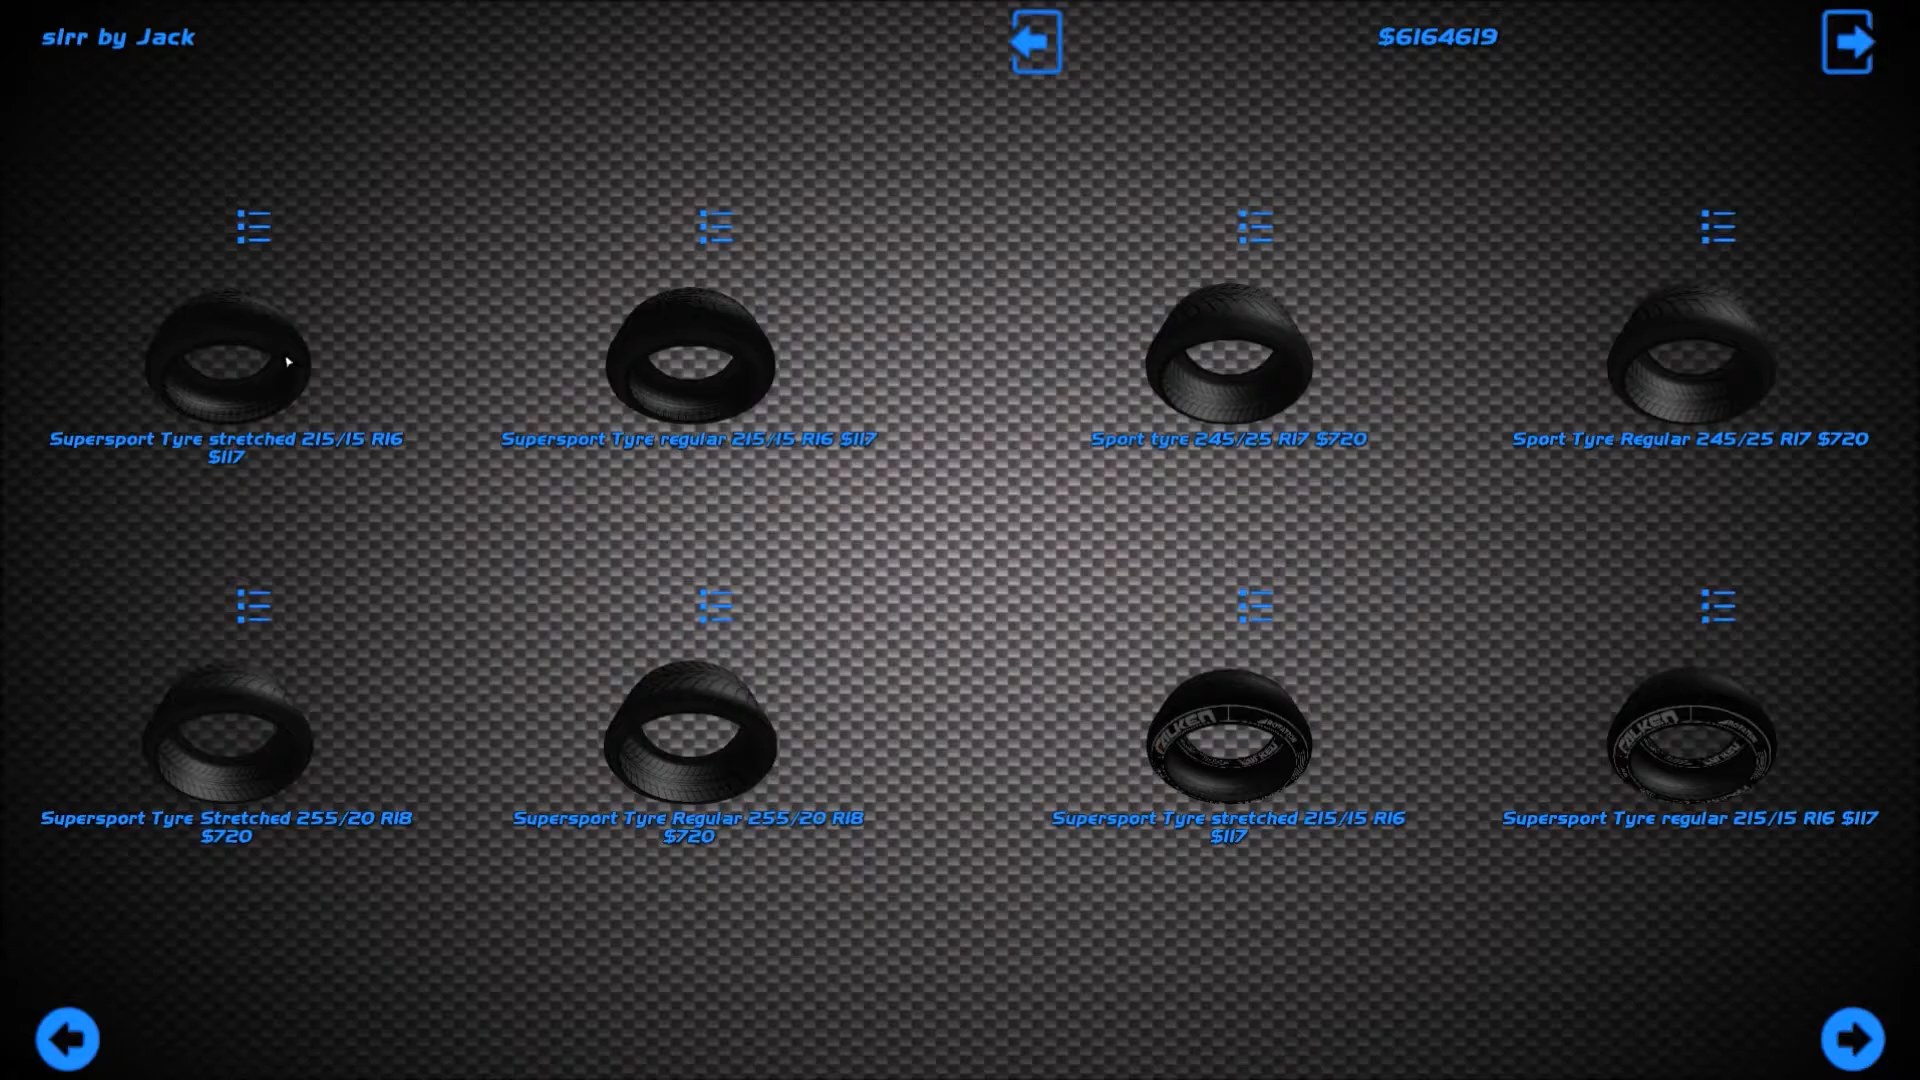 slrr by Jack
$6164619
Supersport Tyre stretched 215/15 R16
$117
Supersport Tyre regular 215/15 R16 $117
Sport tyre 245/25 R17 $720
Sport Tyre Regular 245/25 R17 $720
Supersport Tyre Stretched 255/20 R18
$720
Supersport Tyre Regular 255/20 R18
$720
FALKEN
Supersport Tyre stretched 215/15 R16
$117
FALKEN
Supersport Tyre regular 215/15 R16 $117